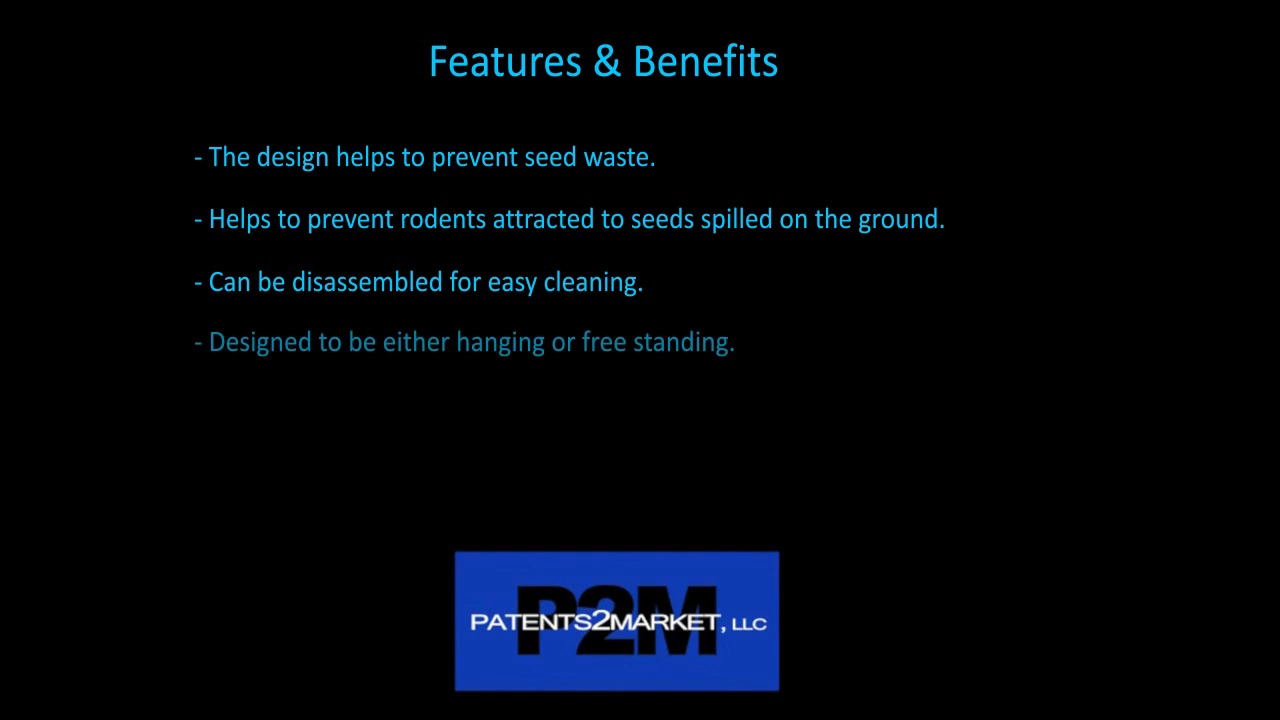 Features & Benefits
- The design helps to prevent seed waste.
- Helps to prevent rodents attracted to seeds spilled on the ground.
- Can be disassembled for easy cleaning.
- Designed to be either hanging or free standing.
P2M
PATENTS2MARKET, LLC